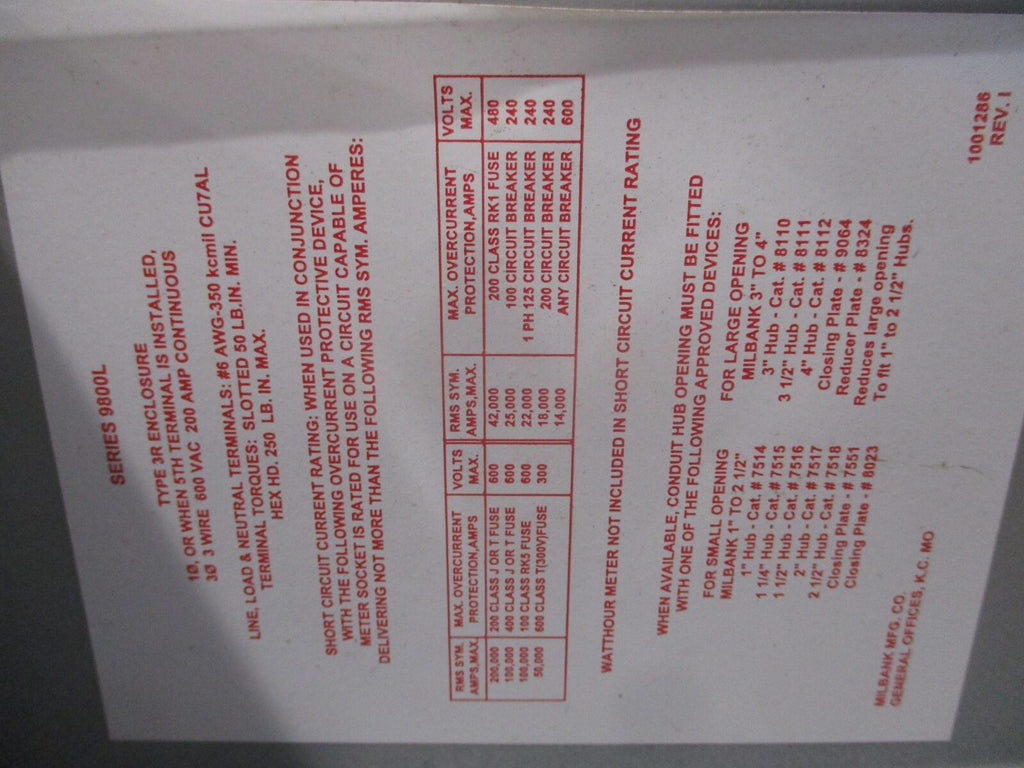 SERIES 9800L
TYPE 3R ENCLOSURE
1Ø, OR WHEN 5TH TERMINAL IS INSTALLED,
3Ø 3 WIRE 600 VAC 200 AMP CONTINUOUS
LINE, LOAD & NEUTRAL TERMINALS: #6 AWG-350 kcmil CU7AL
TERMINAL TORQUES: SLOTTED 50 LB.IN. MIN.
HEX HD. 250 LB. IN. MAX.
SHORT CIRCUIT CURRENT RATING: WHEN USED IN CONJUNCTION
WITH THE FOLLOWING OVERCURRENT PROTECTIVE DEVICE,
METER SOCKET IS RATED FOR USE ON A CIRCUIT CAPABLE OF
DELIVERING NOT MORE THAN THE FOLLOWING RMS SYM. AMPERES:
RMS SYM. MAX. OVERCURRENT VOLTS RMS SYM. MAX. OVERCURRENT VOLTS
AMPS,MAX. PROTECTION,AMPS MAX. AMPS,MAX. PROTECTION,AMPS MAX.
200,000 200 CLASS J OR T FUSE 600 42,000 200 CLASS RK1 FUSE 480
100,000 400 CLASS J OR T FUSE 600 25,000 100 CIRCUIT BREAKER 240
100,000 100 CLASS RK5 FUSE 600 22,000 1 PH 125 CIRCUIT BREAKER 240
50,000 600 CLASS T(300V)FUSE 300 18,000 200 CIRCUIT BREAKER 240
14,000 ANY CIRCUIT BREAKER 600
WATTHOUR METER NOT INCLUDED IN SHORT CIRCUIT CURRENT RATING
WHEN AVAILABLE, CONDUIT HUB OPENING MUST BE FITTED
WITH ONE OF THE FOLLOWING APPROVED DEVICES:
FOR SMALL OPENING
MILBANK 1" TO 2 1/2"
1" Hub - Cat. # 7514
1 1/4" Hub - Cat. # 7515
1 1/2" Hub - Cat. # 7516
2" Hub - Cat. # 7517
2 1/2" Hub - Cat. # 7518
Closing Plate - # 7551
Closing Plate - # 8023
FOR LARGE OPENING
MILBANK 3" TO 4"
3" Hub - Cat. # 8110
3 1/2" Hub - Cat. # 8111
4" Hub - Cat. # 8112
Closing Plate - # 9064
Reducer Plate - # 8324
Reduces large opening
To fit 1" to 2 1/2" Hubs.
MILBANK MFG. CO.
GENERAL OFFICES, K.C. MO
1001286
REV. I